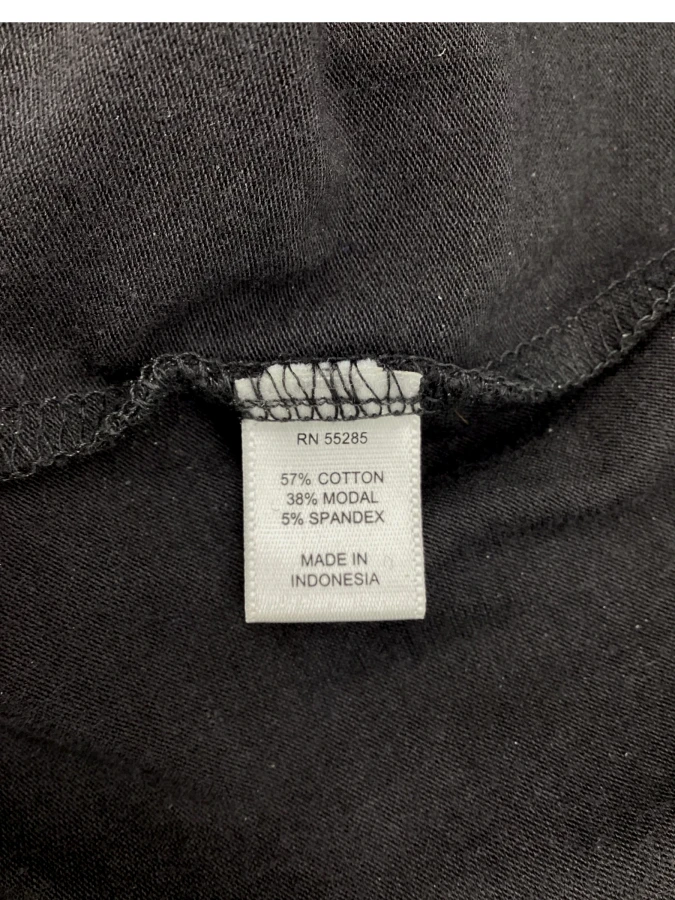 RN 55285
57% COTTON
38% MODAL
5% SPANDEX
MADE IN
INDONESIA